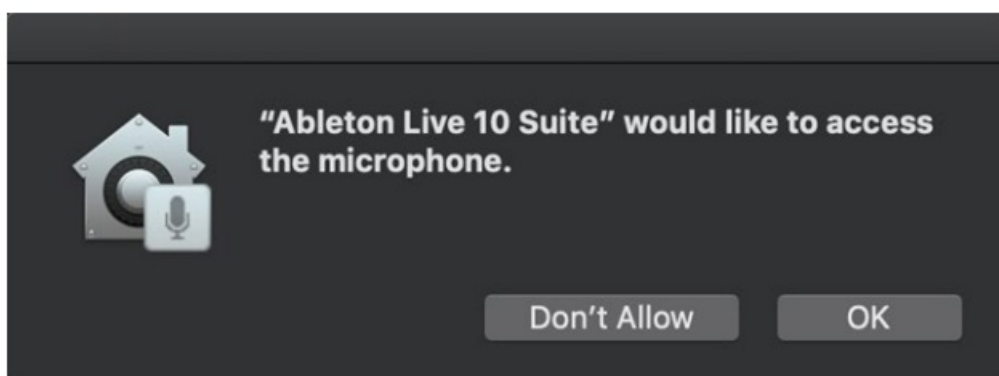 “Ableton Live 10 Suite” would like to access
the microphone.
Don’t Allow
OK